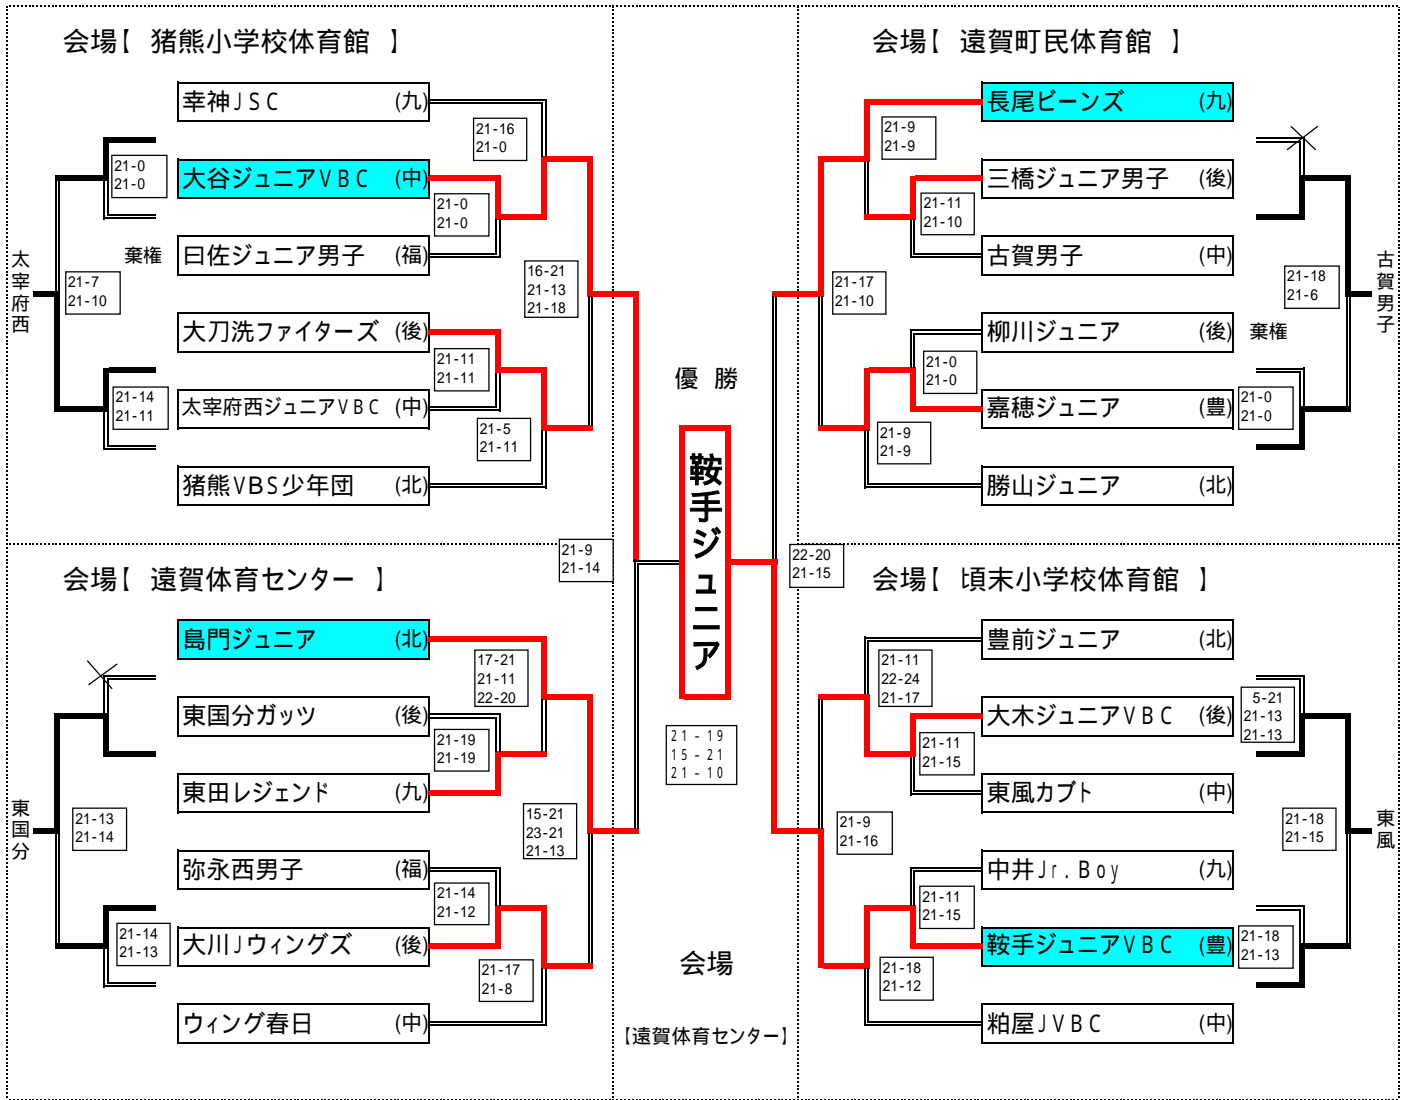 会場【 猪熊小学校体育館 】
幸神JSC (九)
21-16
21-0
21-0
21-0
大谷ジュニアVBC (中)
21-0
21-0
棄権
曰佐ジュニア男子 (福)
太宰府西
21-7
21-10
16-21
21-13
21-18
大刀洗ファイターズ (後)
21-11
21-11
21-14
21-11
太宰府西ジュニアVBC (中)
21-5
21-11
猪熊VBS少年団 (北)
会場【 遠賀町民体育館 】
長尾ビーンズ (九)
21-9
21-9
三橋ジュニア男子 (後)
21-11
21-10
古賀男子 (中)
21-17
21-10
21-18
21-6
古賀男子
柳川ジュニア (後) 棄権
21-0
21-0
嘉穂ジュニア (豊)
21-0
21-0
21-9
21-9
勝山ジュニア (北)
優 勝
鞍手ジュニア
21-9
21-14
22-20
21-15
21-19
15-21
21-10
会場
【遠賀体育センター】
会場【 遠賀体育センター 】
島門ジュニア (北)
17-21
21-11
22-20
東国分ガッツ (後)
21-19
21-19
東田レジェンド (九)
東国分
21-13
21-14
15-21
23-21
21-13
弥永西男子 (福)
21-14
21-12
21-14
21-13
大川Jウィングズ (後)
21-17
21-8
ウィング春日 (中)
会場【 頃末小学校体育館 】
豊前ジュニア (北)
21-11
22-24
21-17
大木ジュニアVBC (後)
5-21
21-13
21-13
21-11
21-15
東風カブト (中)
21-9
21-16
21-18
21-15
東風
中井Jr.Boy (九)
21-11
21-15
鞍手ジュニアVBC (豊)
21-18
21-13
21-18
21-12
粕屋JVBC (中)